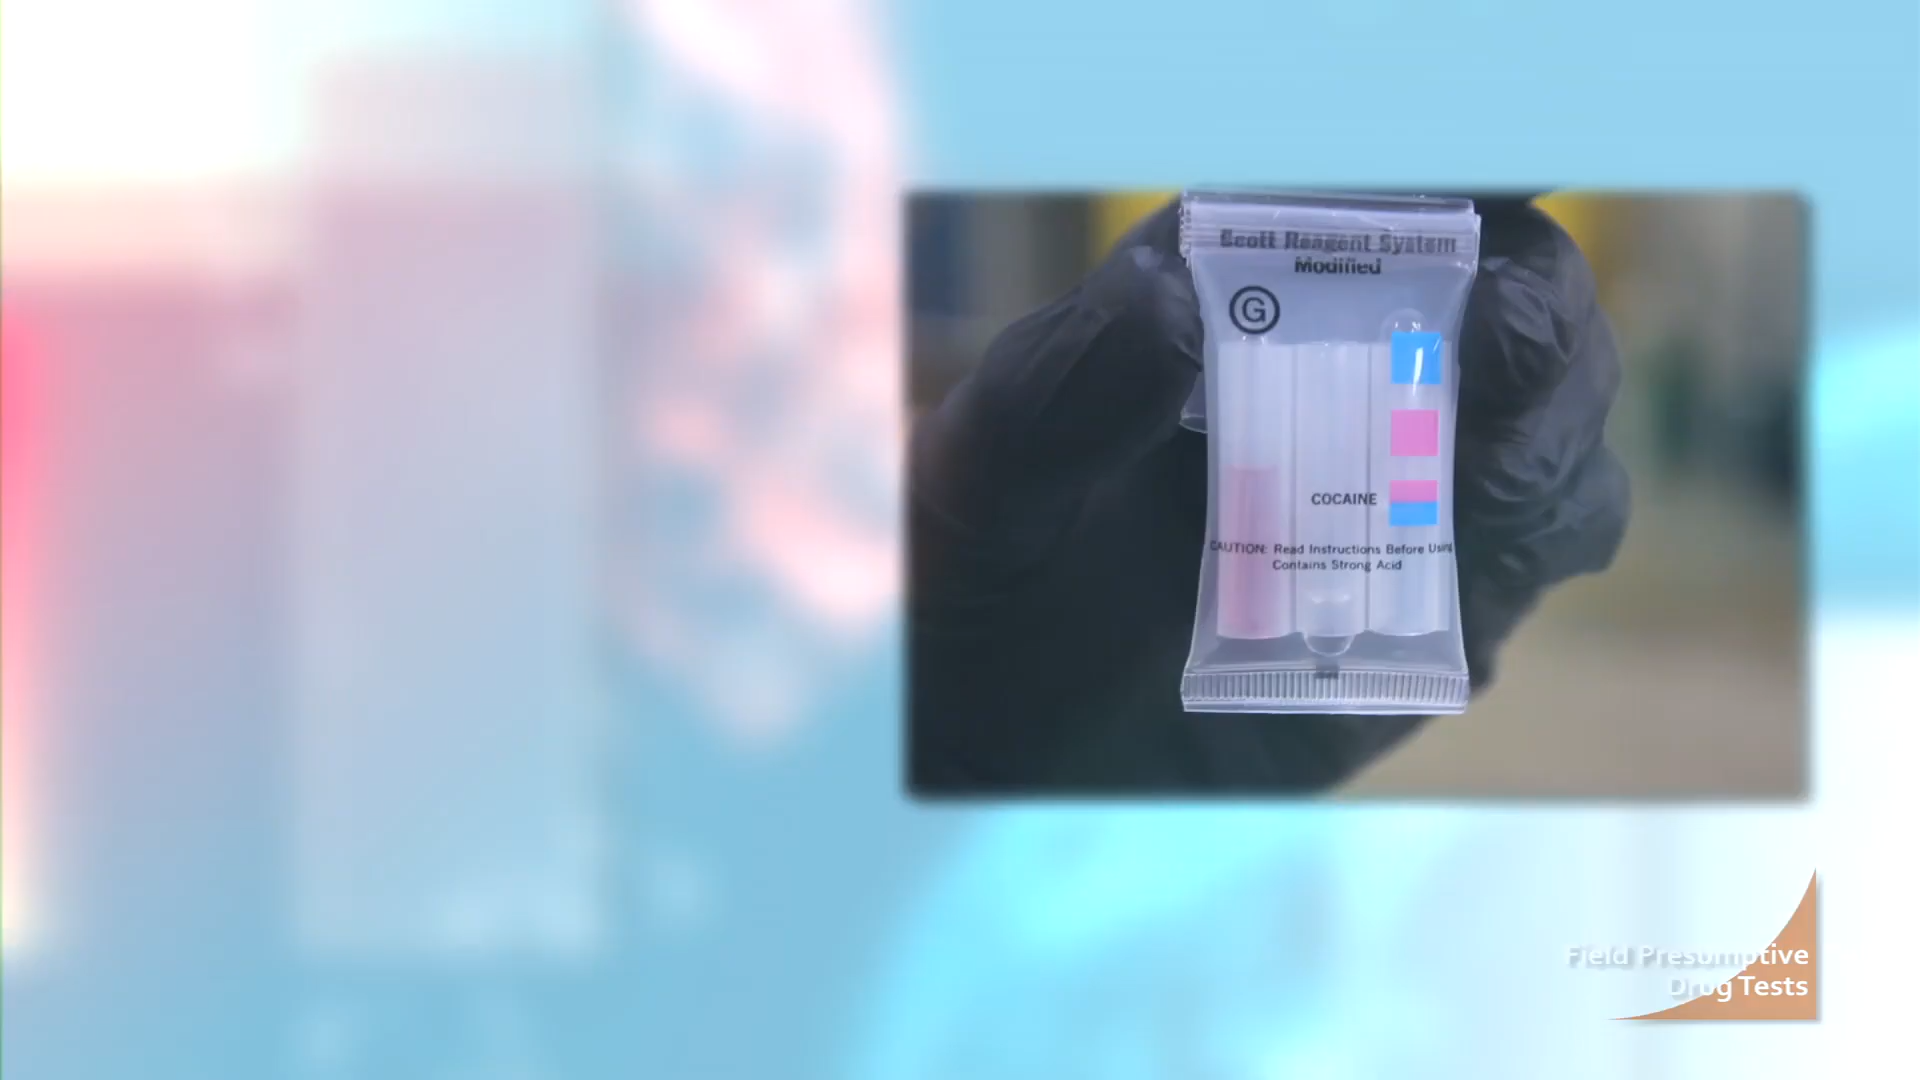 Scott Reagent System
Modified
G
COCAINE
CAUTION: Read Instructions Before Using
Contains Strong Acid
Field Presumptive
Drug Tests